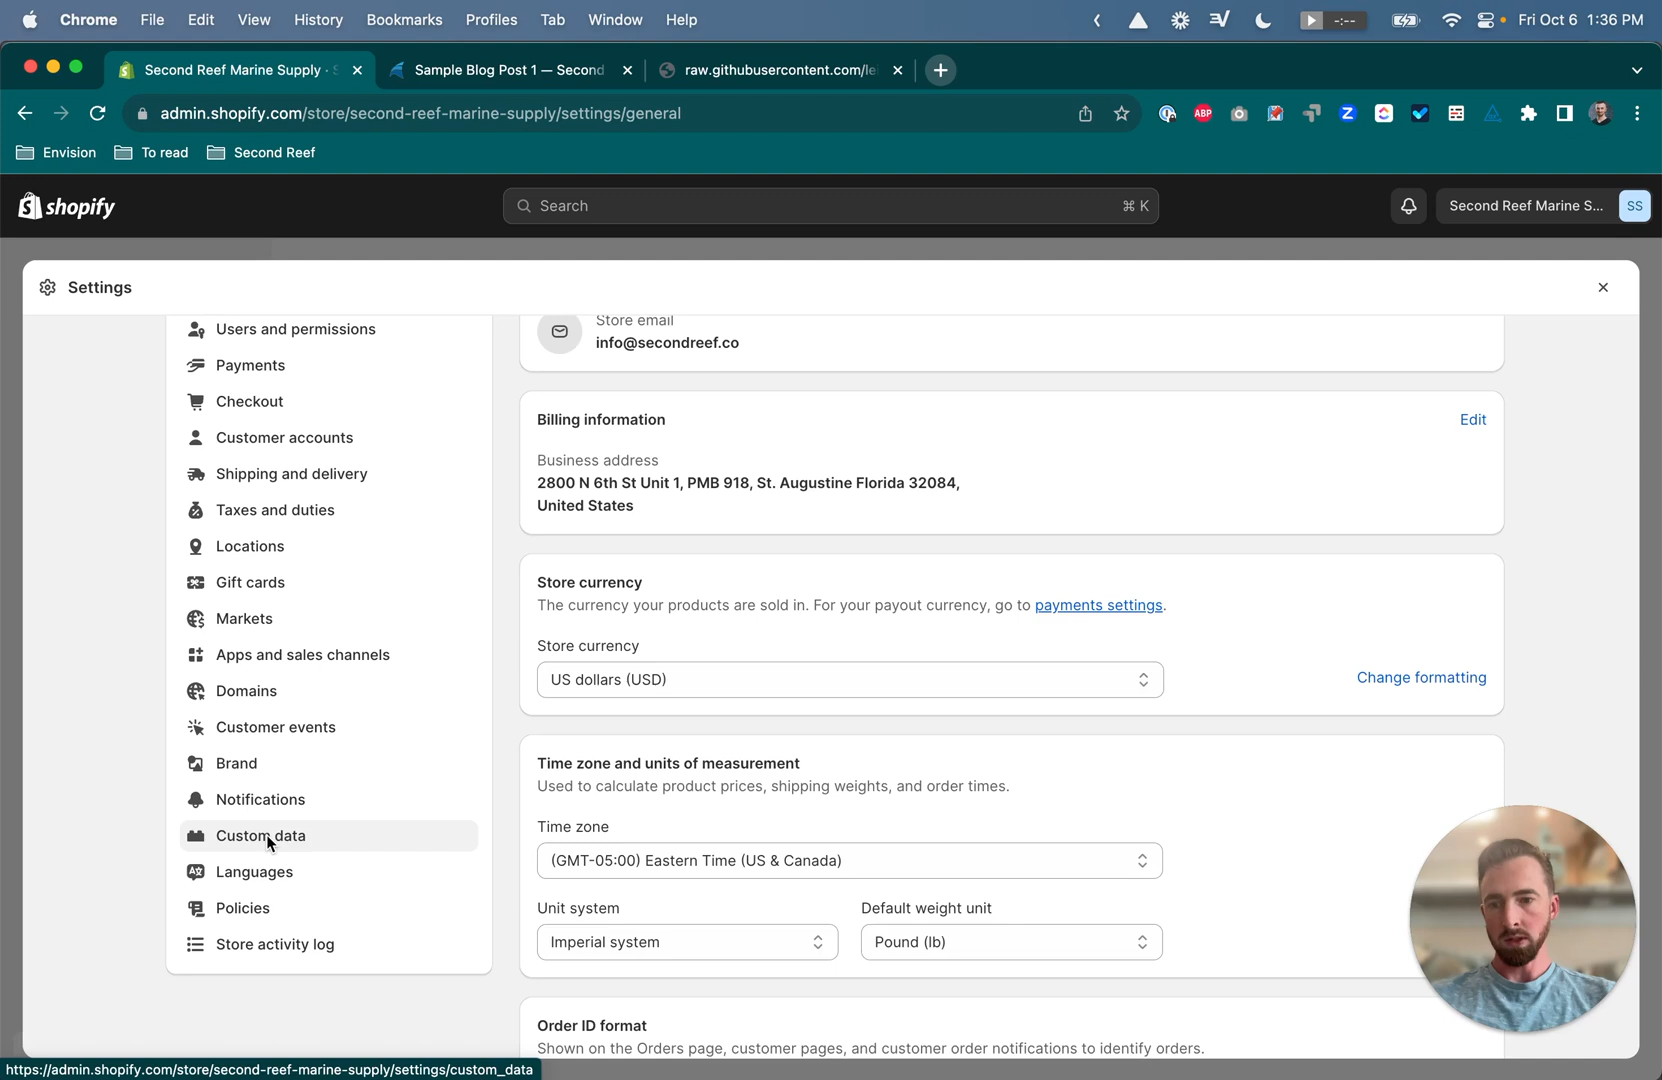 Chrome File Edit View History Bookmarks Profiles Tab Window Help
-:--
Fri Oct 6 1:36 PM
Second Reef Marine Supply · S
Sample Blog Post 1 — Second
raw.githubusercontent.com/le
admin.shopify.com/store/second-reef-marine-supply/settings/general
ABP
Z
Envision To read Second Reef
shopify
Search
⌘ K
Second Reef Marine S...
SS
Settings
Users and permissions
Payments
Checkout
Customer accounts
Shipping and delivery
Taxes and duties
Locations
Gift cards
Markets
Apps and sales channels
Domains
Customer events
Brand
Notifications
Custom data
Languages
Policies
Store activity log
Store email
info@secondreef.co
Billing information
Edit
Business address
2800 N 6th St Unit 1, PMB 918, St. Augustine Florida 32084,
United States
Store currency
The currency your products are sold in. For your payout currency, go to payments settings.
Store currency
US dollars (USD)
Change formatting
Time zone and units of measurement
Used to calculate product prices, shipping weights, and order times.
Time zone
(GMT-05:00) Eastern Time (US & Canada)
Unit system
Default weight unit
Imperial system
Pound (lb)
Order ID format
Shown on the Orders page, customer pages, and customer order notifications to identify orders.
https://admin.shopify.com/store/second-reef-marine-supply/settings/custom_data